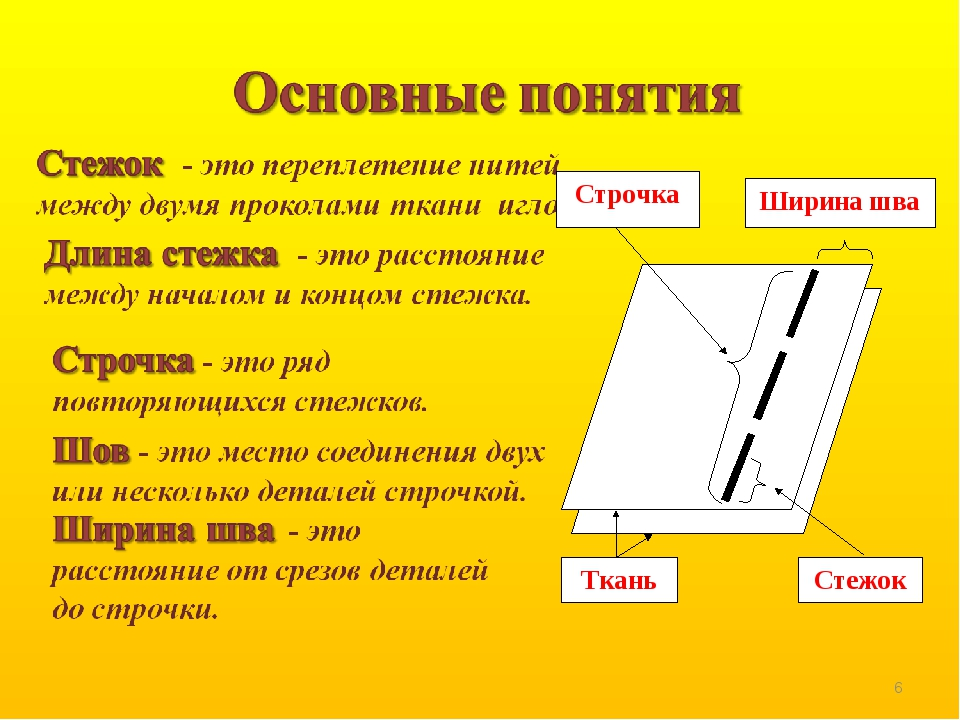 Основные понятия
Стежок - это переплетение нитей
между двумя проколами ткани игло
Длина стежка - это расстояние
между началом и концом стежка.
Строчка - это ряд
повторяющихся стежков.
Шов - это место соединения двух
или несколько деталей строчкой.
Ширина шва - это
расстояние от срезов деталей
до строчки.
Строчка
Ширина шва
Ткань
Стежок
6